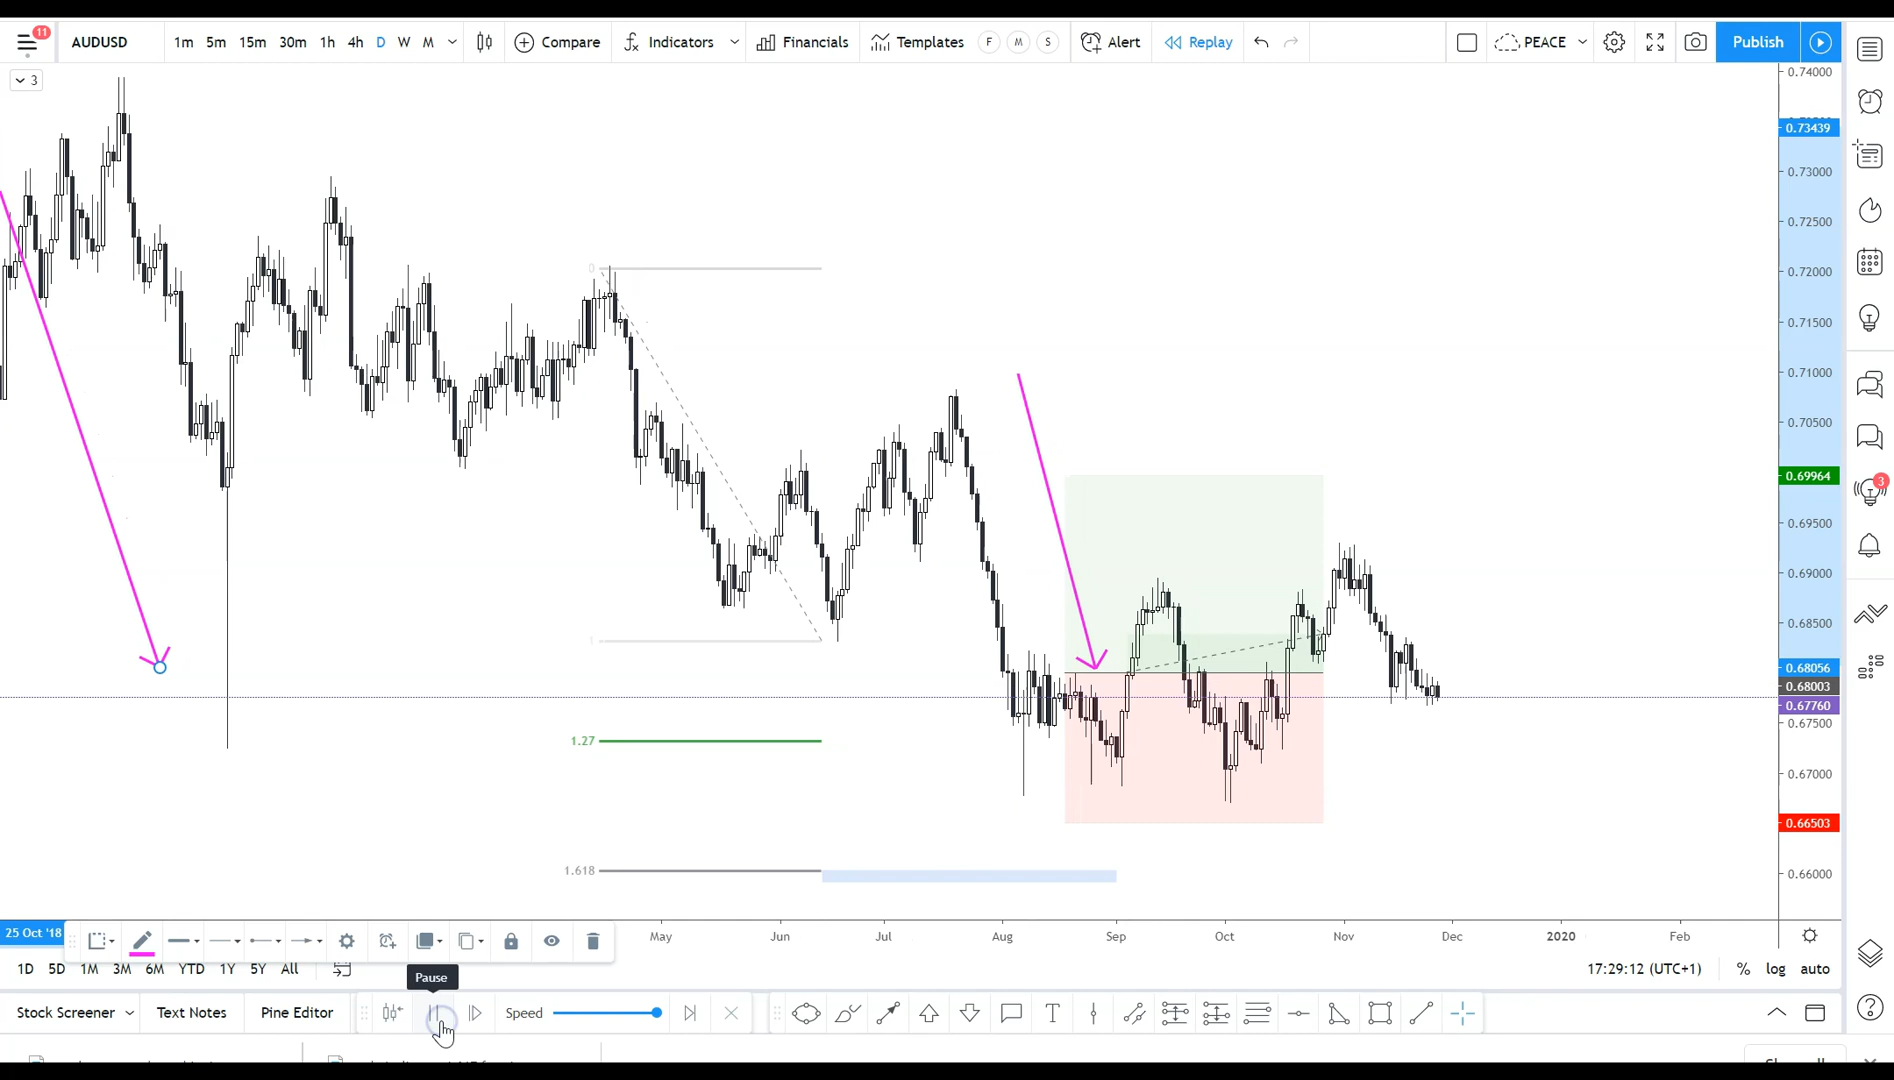 11
AUDUSD
1m 5m 15m 30m 1h 4h D W M
Compare
Indicators
Financials
Templates
F M S
Alert
Replay
PEACE
Publish
3
0.74000
0.73439
0.73000
0.72500
0.72000
0.71500
0.71000
0.70500
0.69964
0.69500
0.69000
0.68500
0.68056
0.68003
0.67760
0.67500
0.67000
0.66503
0.66000
3
0
1
1.27
1.618
25 Oct '18
May Jun Jul Aug Sep Oct Nov Dec 2020 Feb
1D 5D 1M 3M 6M YTD 1Y 5Y All
Pause
17:29:12 (UTC+1) % log auto
Stock Screener
Text Notes
Pine Editor
Speed